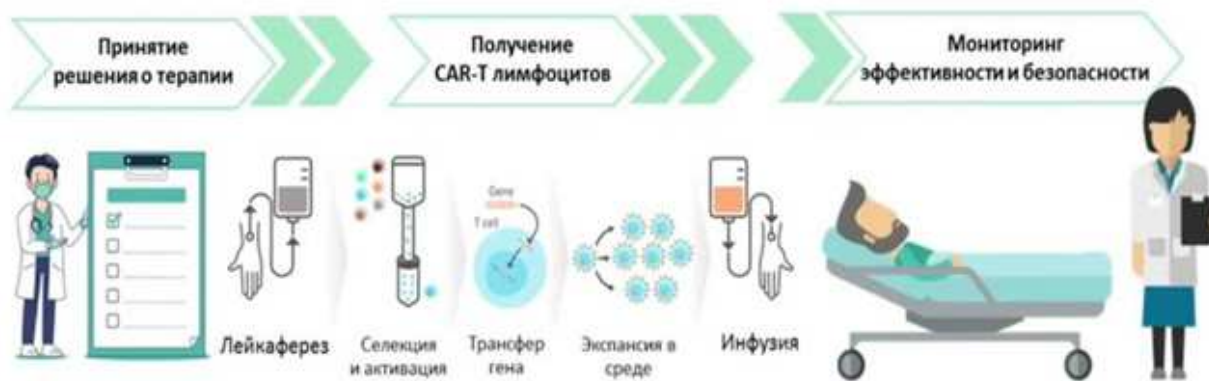 Принятие
решения о терапии
Получение
CAR-T лимфоцитов
Мониторинг
эффективности и безопасности
Gene
T cell
Лейкаферез
Селекция
и активация
Трансфер
гена
Экспансия в
среде
Инфузия